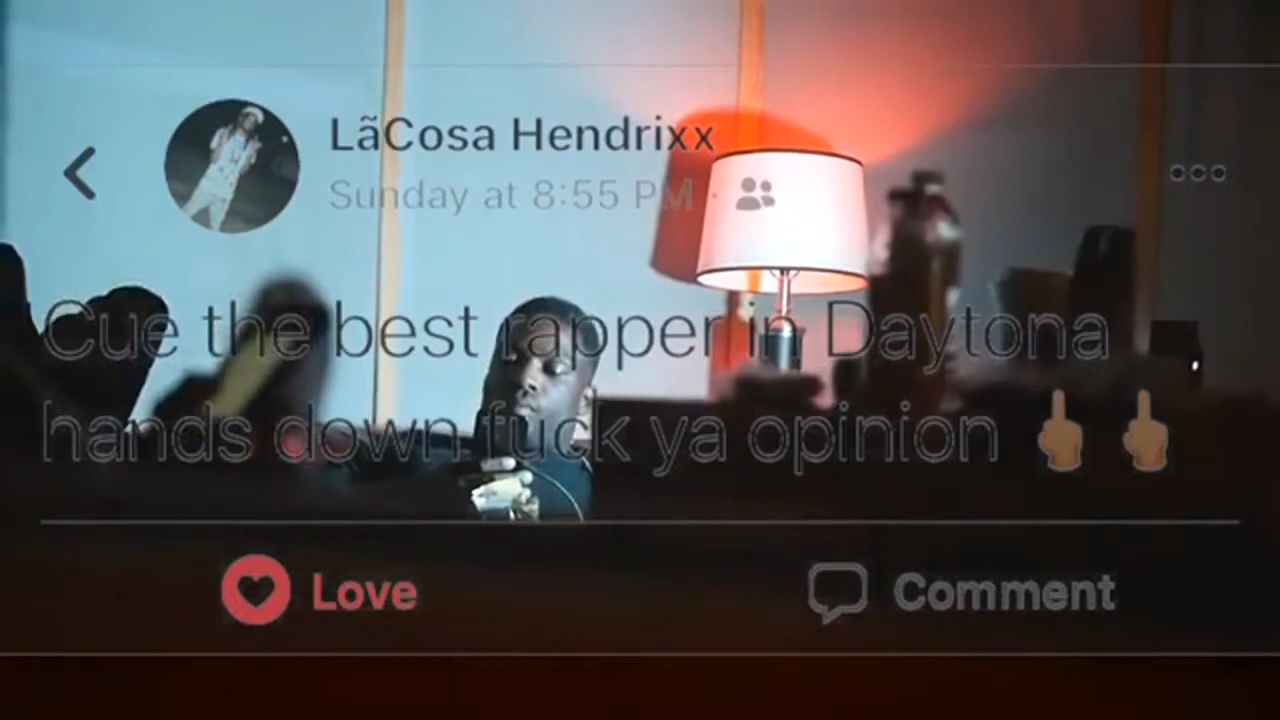 LãCosa Hendrixx
Sunday at 8:55 PM ·
Cue the best rapper in Daytona
hands down fuck ya opinion 🖕🏽 🖕🏽
Love
Comment